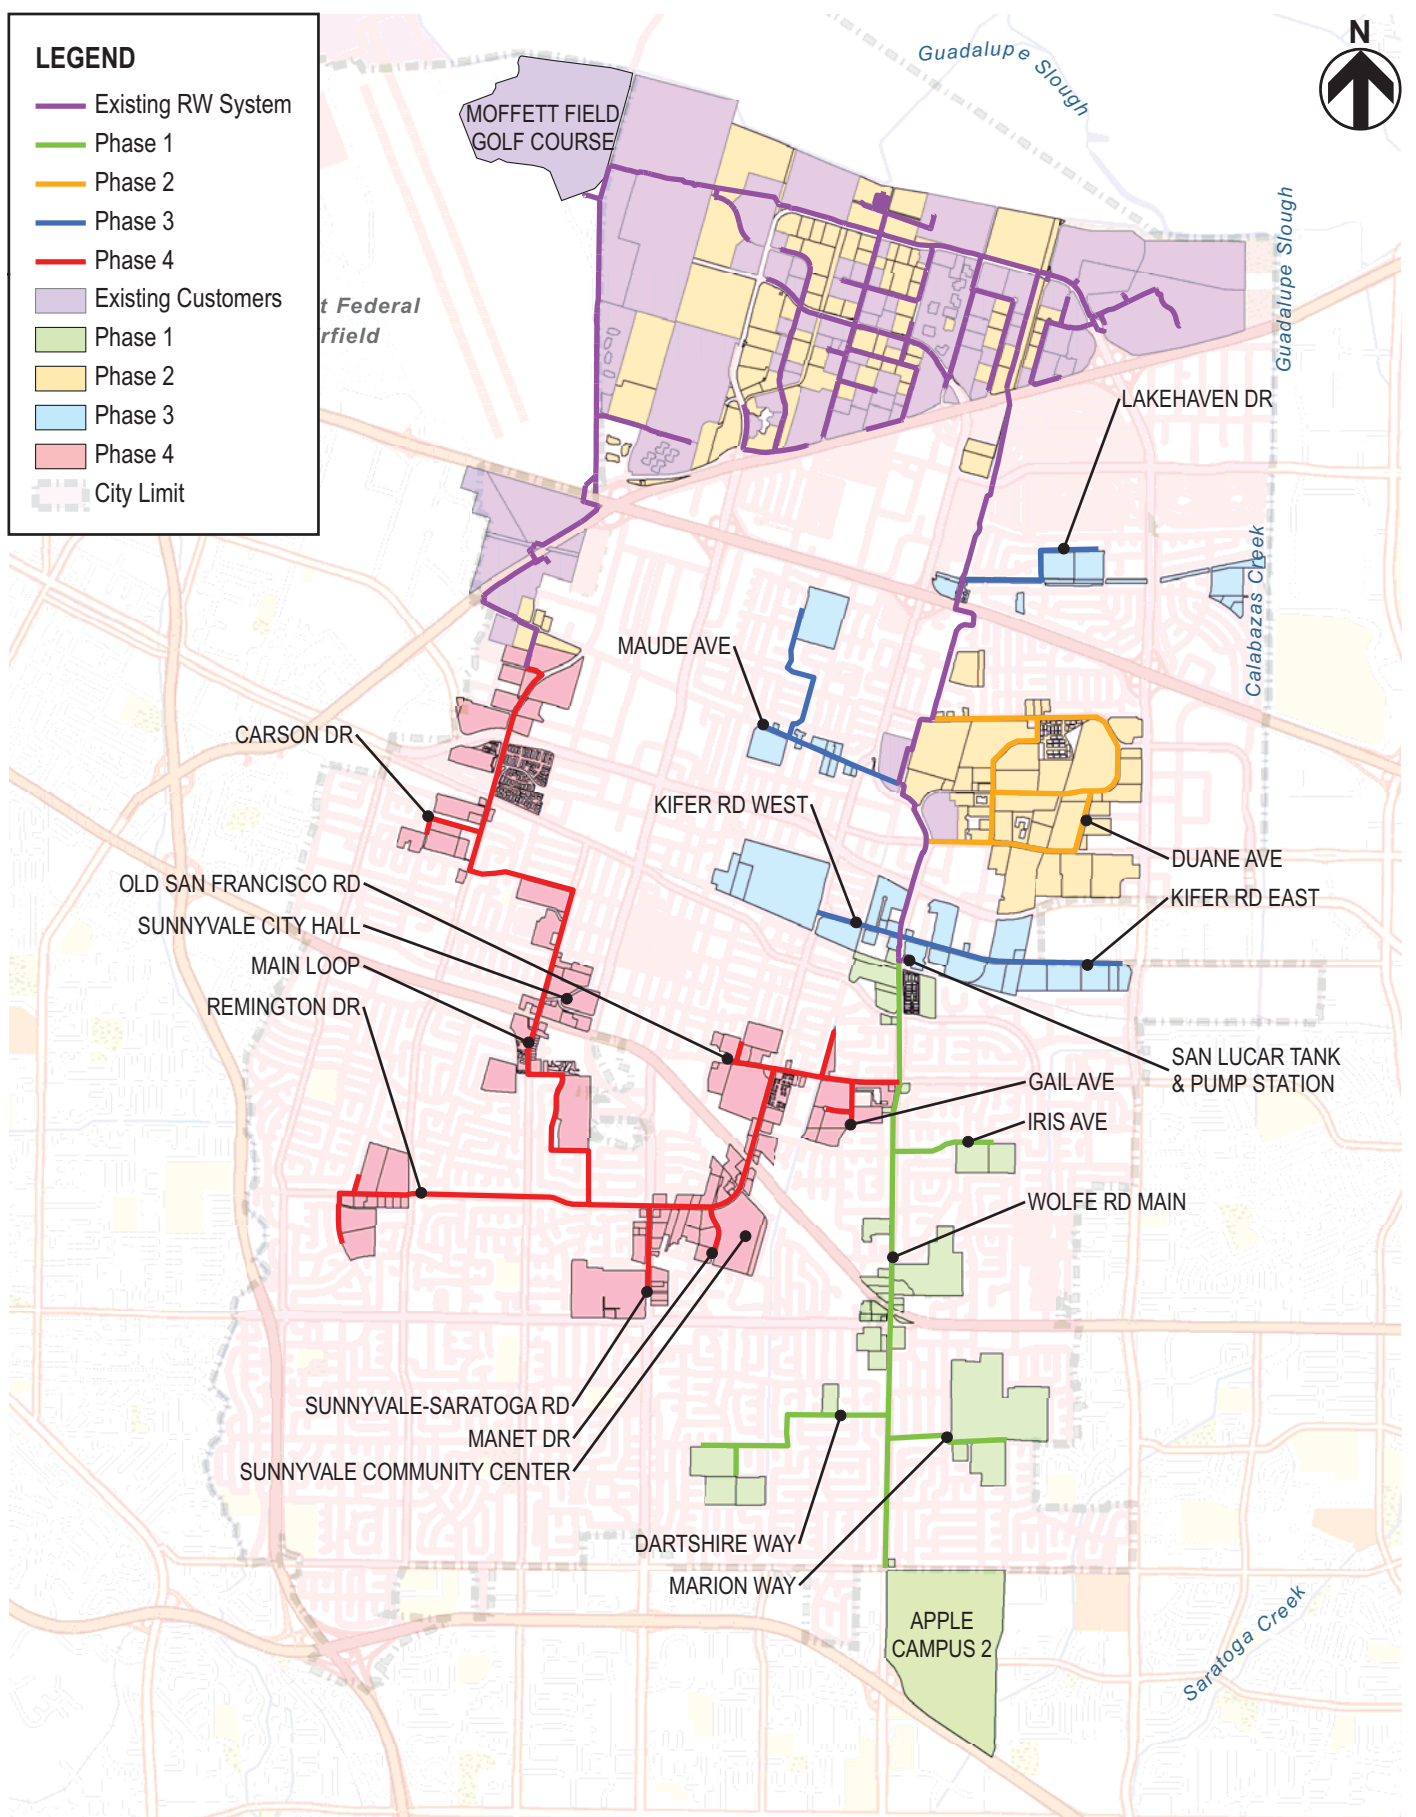 LEGEND
Existing RW System
Phase 1
Phase 2
Phase 3
Phase 4
Existing Customers
Phase 1
Phase 2
Phase 3
Phase 4
City Limit
N
Guadalupe Slough
MOFFETT FIELD
GOLF COURSE
Guadalupe Slough
t Federal
rfield
LAKEHAVEN DR
Calabazas Creek
MAUDE AVE
CARSON DR
KIFER RD WEST
DUANE AVE
OLD SAN FRANCISCO RD
KIFER RD EAST
SUNNYVALE CITY HALL
MAIN LOOP
REMINGTON DR
SAN LUCAR TANK
& PUMP STATION
GAIL AVE
IRIS AVE
WOLFE RD MAIN
SUNNYVALE-SARATOGA RD
MANET DR
SUNNYVALE COMMUNITY CENTER
DARTSHIRE WAY
MARION WAY
APPLE
CAMPUS 2
Saratoga Creek